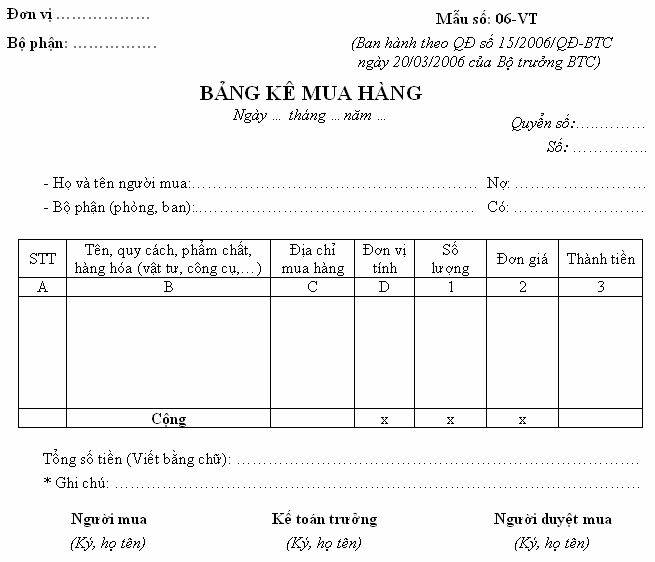 Đơn vị ………………
Mẫu số: 06-VT
Bộ phận: …………….
(Ban hành theo QĐ số 15/2006/QĐ-BTC
ngày 20/03/2006 của Bộ trưởng BTC)
BẢNG KÊ MUA HÀNG
Ngày … tháng …năm …
Quyển số:…………..
Số: …………..
- Họ và tên người mua:…………………………………………… Nợ: ……………………
- Bộ phận (phòng, ban):………………………………………… Có: ……………………
STT Tên, quy cách, phẩm chất, hàng hóa (vật tư, công cụ,…) Địa chỉ mua hàng Đơn vị tính Số lượng Đơn giá Thành tiền
A B C D 1 2 3
Cộng x x x
Tổng số tiền (Viết bằng chữ): ……………………………………………………………
* Ghi chú: ………………………………………………………………………………
Người mua Kế toán trưởng Người duyệt mua
(Ký, họ tên) (Ký, họ tên) (Ký, họ tên)